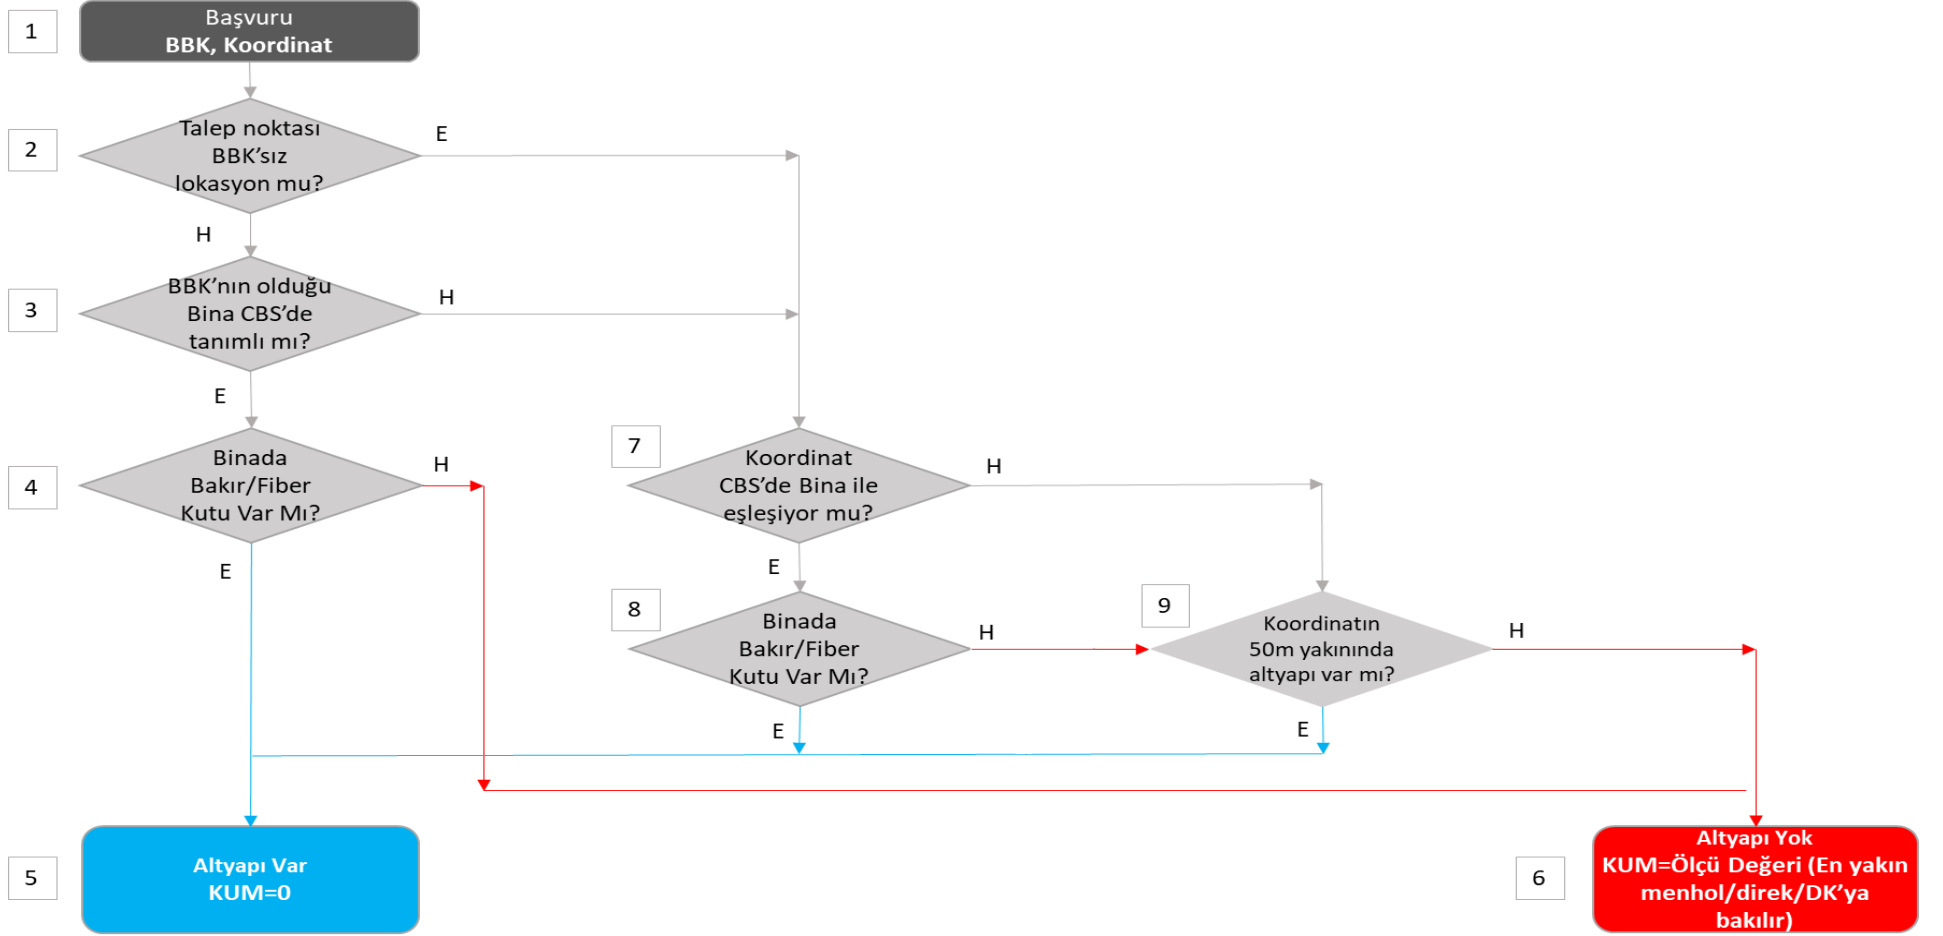 1
Başvuru
BBK, Koordinat
2
Talep noktası
BBK’sız
lokasyon mu?
E
H
3
BBK’nın olduğu
Bina CBS’de
tanımlı mı?
H
E
4
Binada
Bakır/Fiber
Kutu Var Mı?
H
E
7
Koordinat
CBS’de Bina ile
eşleşiyor mu?
H
E
8
Binada
Bakır/Fiber
Kutu Var Mı?
H
E
9
Koordinatın
50m yakınında
altyapı var mı?
H
E
5
Altyapı Var
KUM=0
6
Altyapı Yok
KUM=Ölçü Değeri (En yakın
menhol/direk/DK’ya
bakılır)